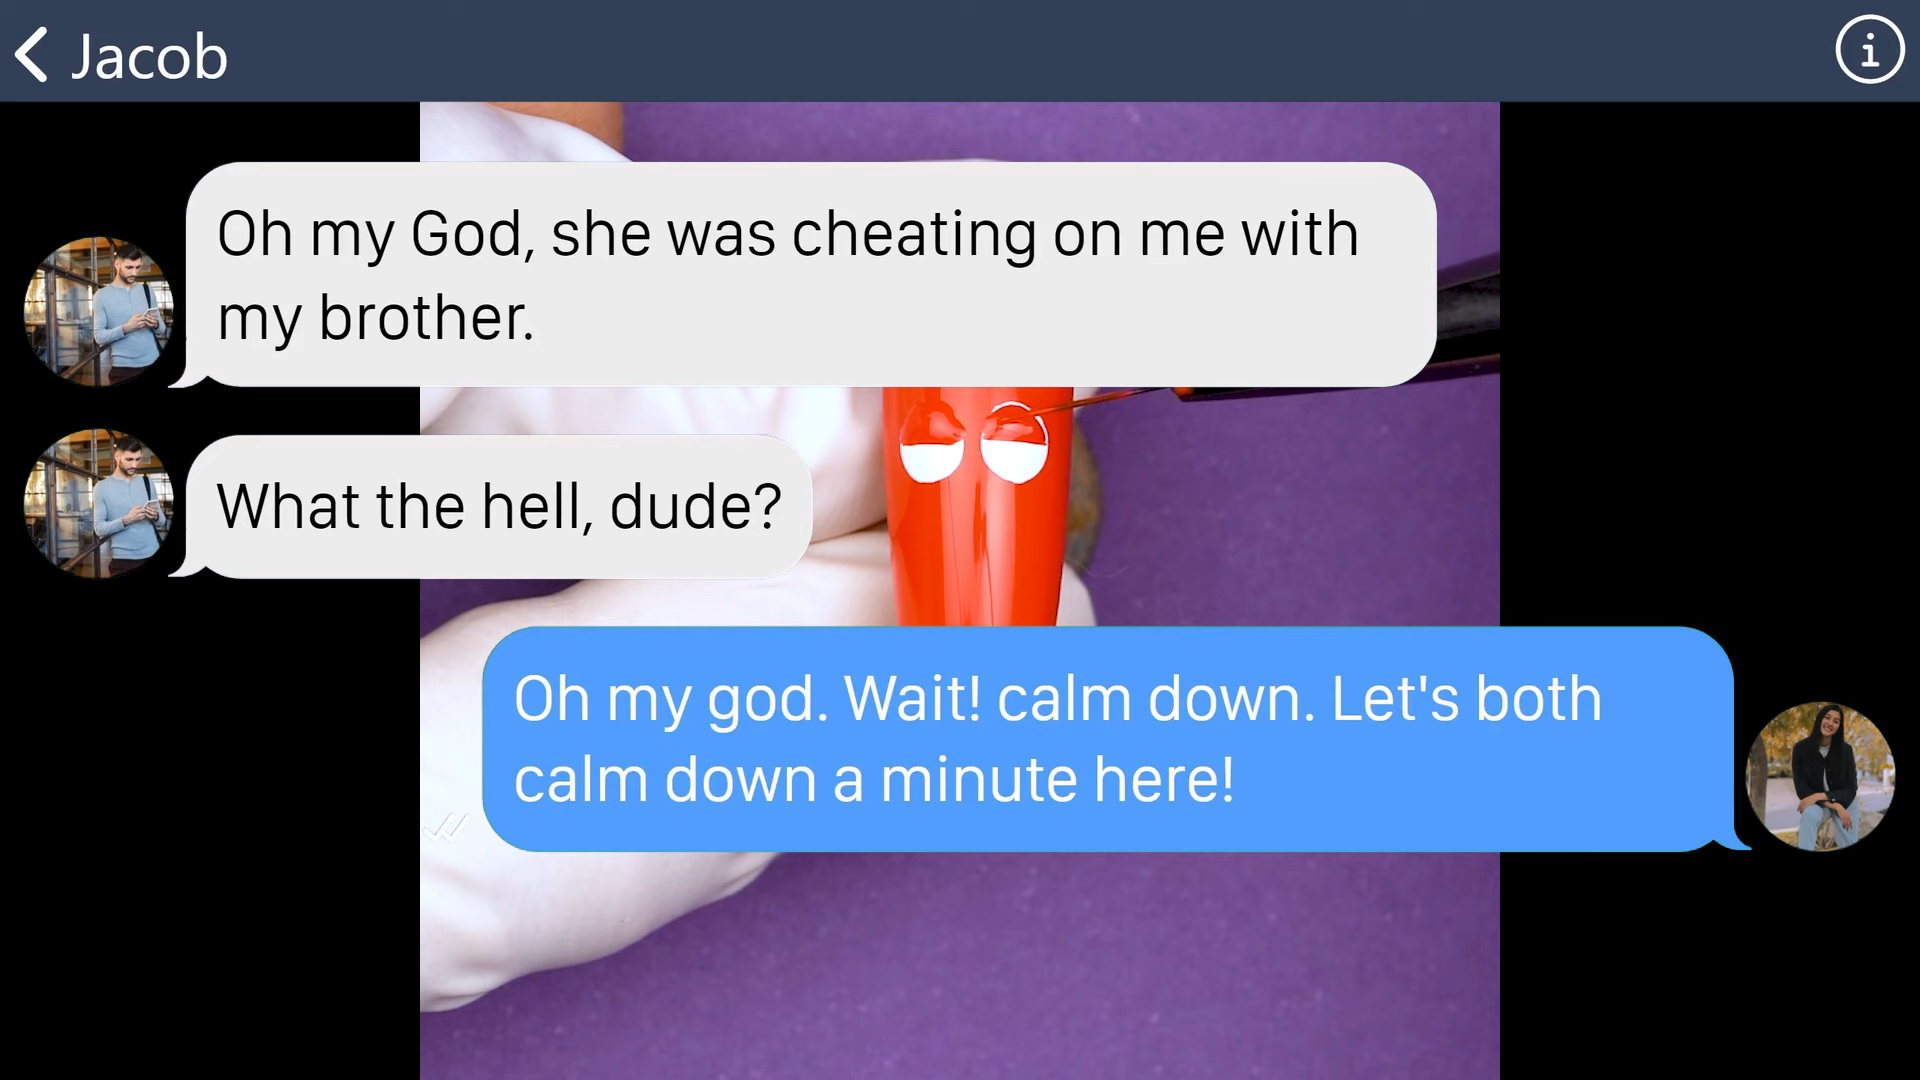 Jacob
Oh my God, she was cheating on me with
my brother.
What the hell, dude?
Oh my god. Wait! calm down. Let's both
calm down a minute here!